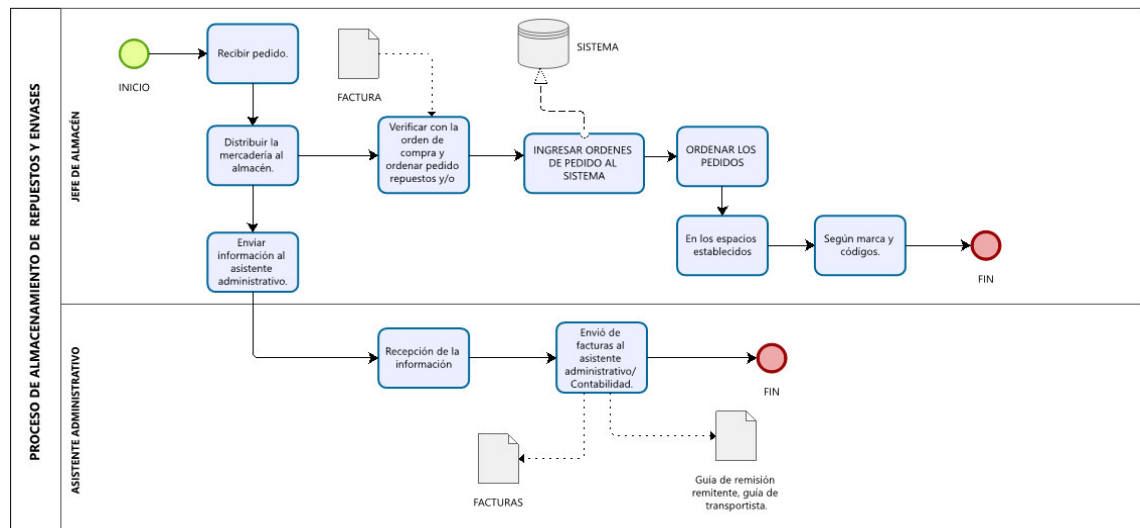 PROCESO DE ALMACENAMIENTO DE REPUESTOS Y ENVASES
JEFE DE ALMACÉN
INICIO
Recibir pedido.
FACTURA
SISTEMA
Distribuir la
mercadería al
almacén.
Verificar con la
orden de
compra y
ordenar pedido
repuestos y/o
INGRESAR ORDENES
DE PEDIDO AL
SISTEMA
ORDENAR LOS
PEDIDOS
Enviar
información al
asistente
administrativo.
En los espacios
establecidos
Según marca y
códigos.
FIN
ASISTENTE ADMINISTRATIVO
Recepción de la
información
Envió de
facturas al
asistente
administrativo/
Contabilidad.
FIN
FACTURAS
Guía de remisión
remitente, guía de
transportista.